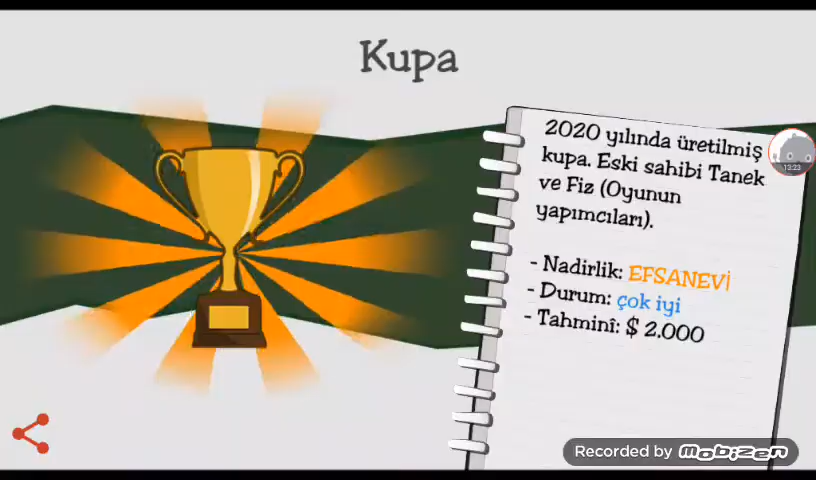 Kupa
2020 yılında üretilmiş
kupa. Eski sahibi Tanek
ve Fiz (Oyunun
yapımcıları).
- Nadirlik: EFSANEVİ
- Durum: çok iyi
- Tahminî: $ 2.000
13:23
Recorded by Mobizen